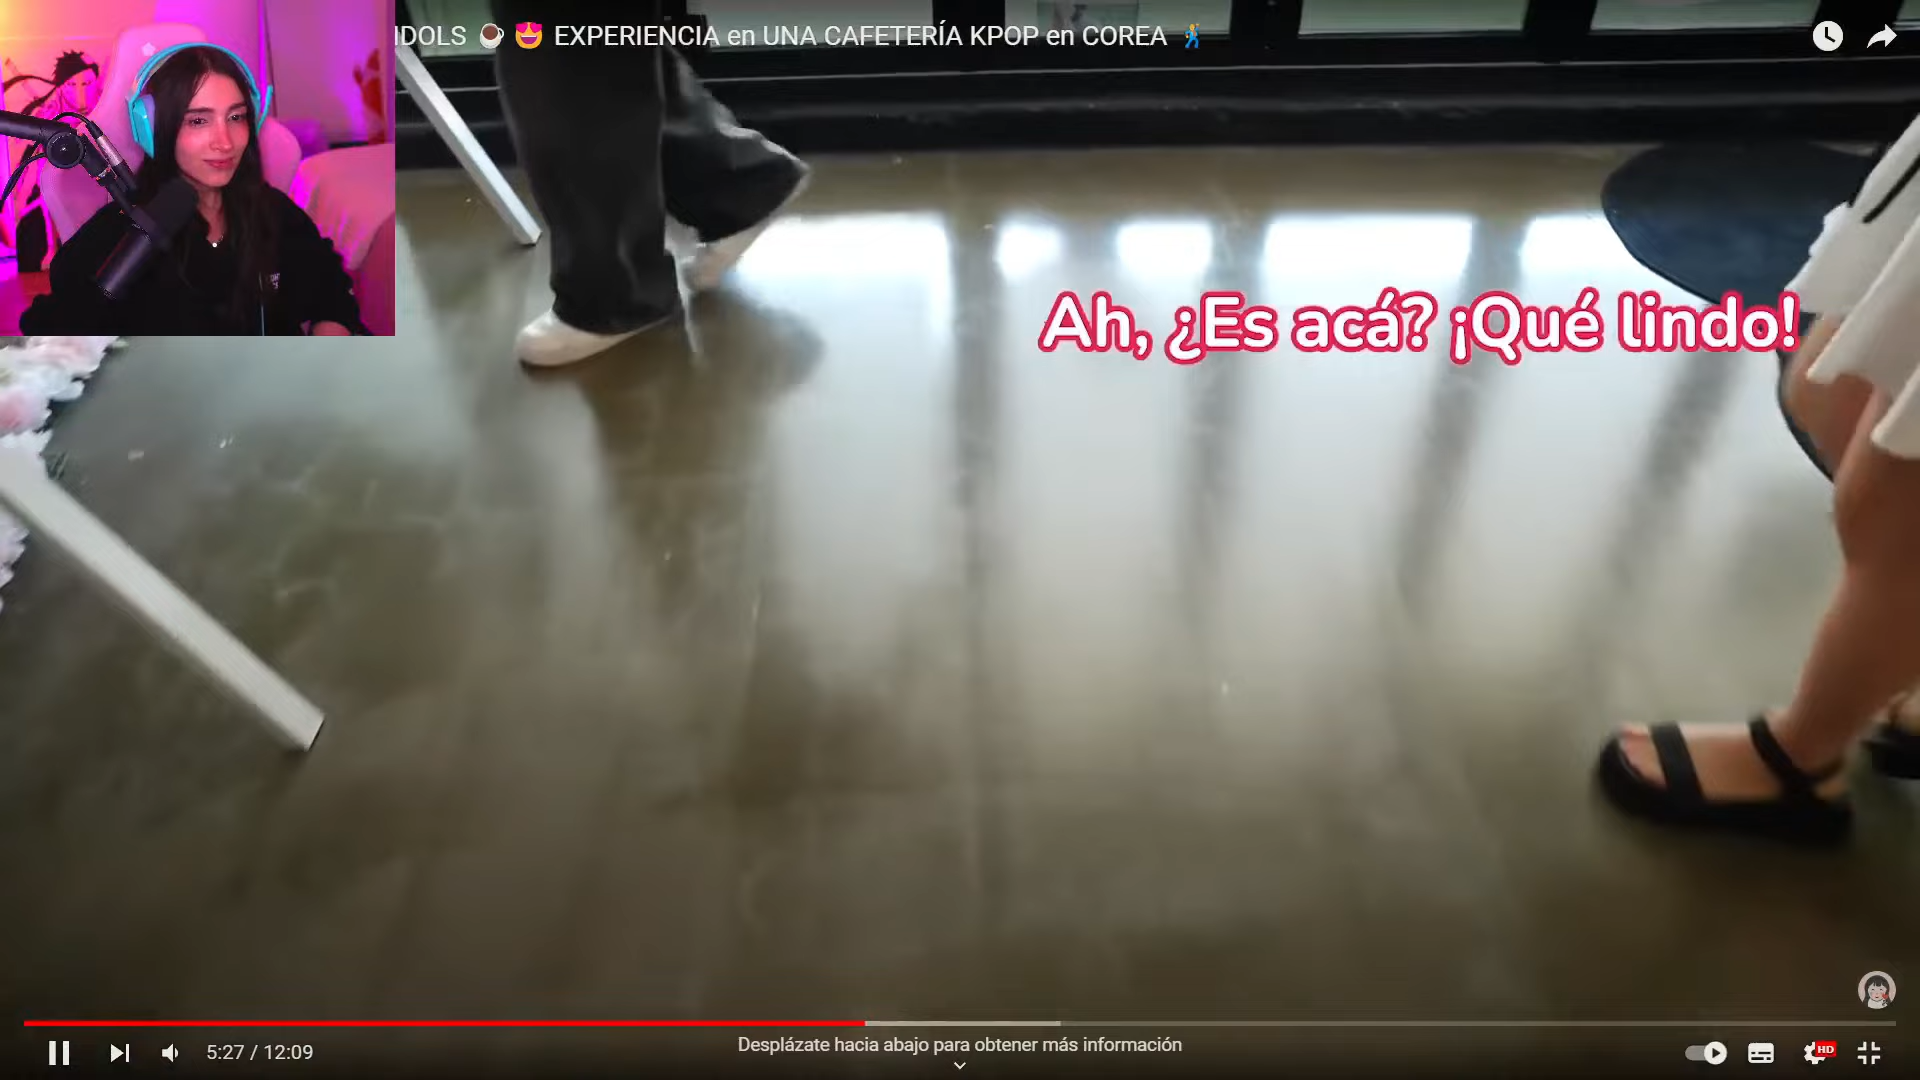 IDOLS ☕ 😍 EXPERIENCIA en UNA CAFETERÍA KPOP en COREA 🕺
Ah, ¿Es acá? ¡Qué lindo!
5:27 / 12:09
Desplázate hacia abajo para obtener más información
HD